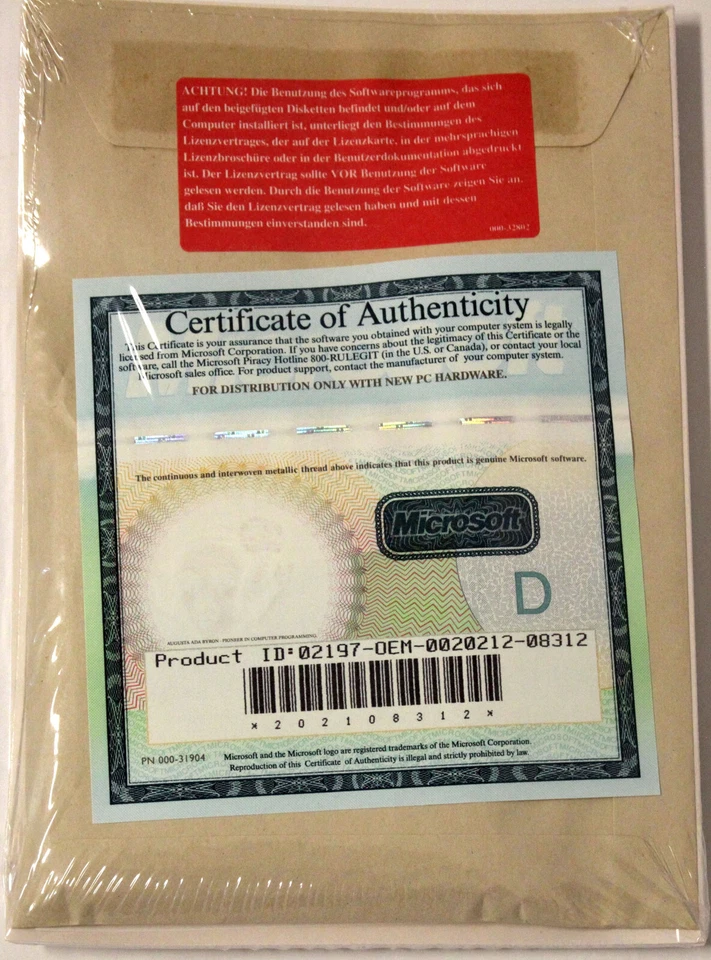 ACHTUNG! Die Benutzung des Softwareprogramms, das sich
auf den beigefügten Disketten befindet und/oder auf dem
Computer installiert ist, unterliegt den Bestimmungen des
Lizenzvertrages, der auf der Lizenzkarte, in der mehrsprachigen
Lizenzbroschüre oder in der Benutzerdokumentation abgedruckt
ist. Der Lizenzvertrag sollte VOR Benutzung der Software
gelesen werden. Durch die Benutzung der Software zeigen Sie an,
daß Sie den Lizenzvertrag gelesen haben und mit dessen
Bestimmungen einverstanden sind.
000-32802
Certificate of Authenticity
This Certificate is your assurance that the software you obtained with your computer system is legally
licensed from Microsoft Corporation. If you have concerns about the legitimacy of this Certificate or the
software, call the Microsoft Piracy Hotline 800-RULEGIT (in the U.S. or Canada), or contact your local
Microsoft sales office. For product support, contact the manufacturer of your computer system.
FOR DISTRIBUTION ONLY WITH NEW PC HARDWARE.
The continuous and interwoven metallic thread above indicates that this product is genuine Microsoft software.
Microsoft
D
AUGUSTA ADA BYRON - PIONEER IN COMPUTER PROGRAMMING.
Product ID:02197-OEM-0020212-08312
* 2 0 2 1 0 8 3 1 2 *
PN 000-31904
Microsoft and the Microsoft logo are registered trademarks of the Microsoft Corporation.
Reproduction of this Certificate of Authenticity is illegal and strictly prohibited by law.